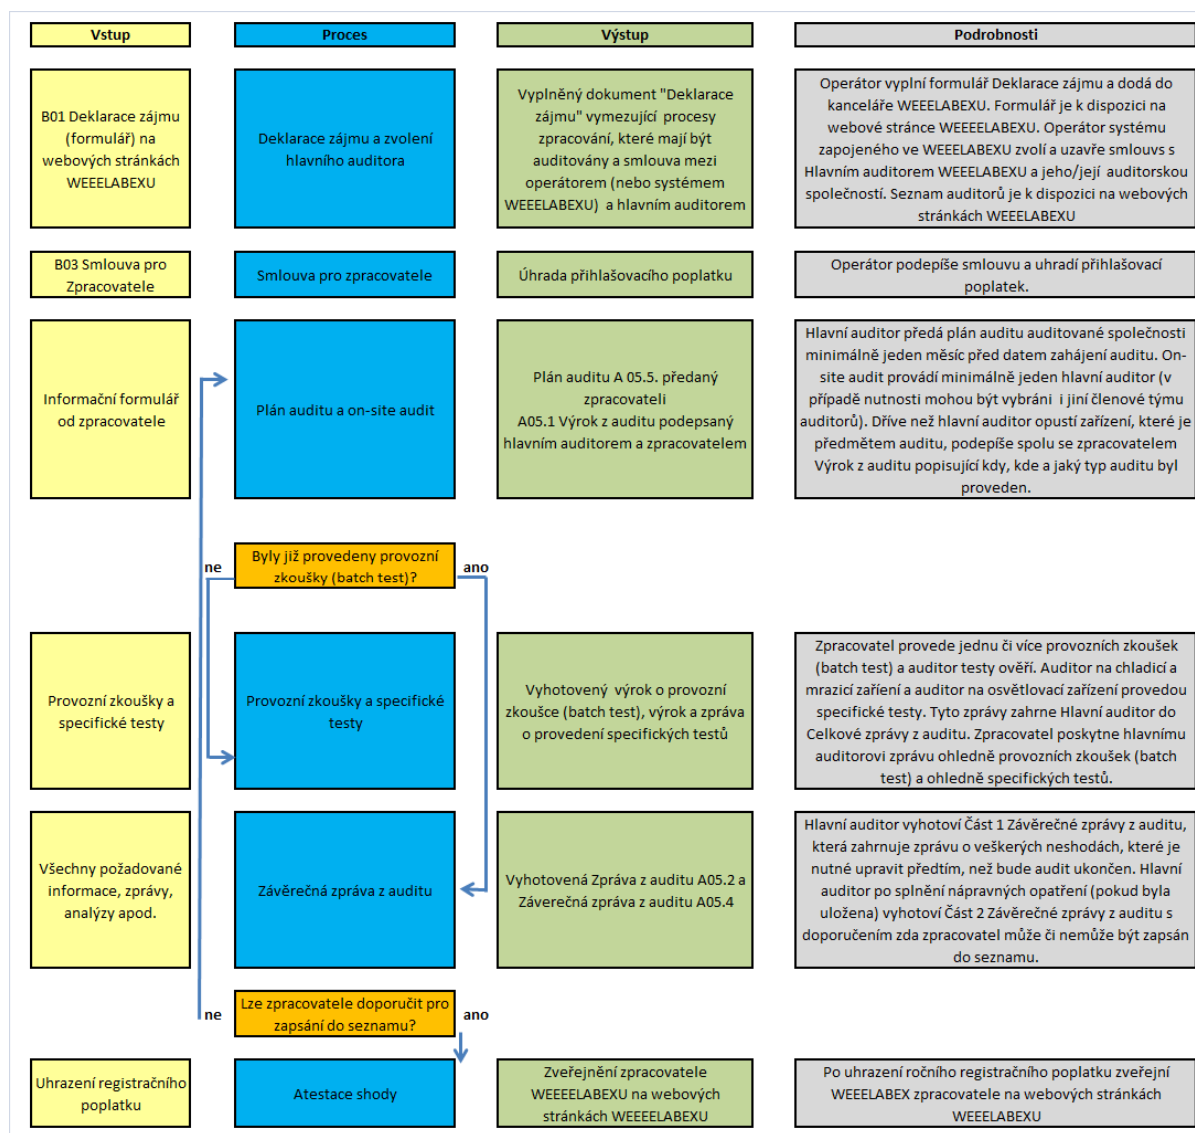 Vstup
Proces
Výstup
Podrobnosti
B01 Deklarace zájmu
(formulář) na
webových stránkách
WEEELABEXU
Deklarace zájmu a zvolení
hlavního auditora
Vyplněný dokument "Deklarace
zájmu" vymezující procesy
zpracování, které mají být
auditovány a smlouva mezi
operátorem (nebo systémem
WEEELABEXU) a hlavním auditorem
Operátor vyplní formulář Deklarace zájmu a dodá do
kanceláře WEEELABEXU. Formulář je k dispozici na
webové stránce WEEEELABEXU. Operátor systému
zapojeného ve WEEELABEXU zvolí a uzavře smlouvs s
Hlavním auditorem WEEELABEXU a jeho/její auditorskou
společností. Seznam auditorů je k dispozici na webových
stránkách WEEELABEXU
B03 Smlouva pro
Zpracovatele
Smlouva pro zpracovatele
Úhrada přihlašovacího poplatku
Operátor podepíše smlouvu a uhradí přihlašovací
poplatek.
Informační formulář
od zpracovatele
Plán auditu a on-site audit
Plán auditu A 05.5. předaný
zpracovateli
A05.1 Výrok z auditu podepsaný
hlavním auditorem a zpracovatelem
Hlavní auditor předá plán auditu auditované společnosti
minimálně jeden měsíc před datem zahájení auditu. On-
site audit provádí minimálně jeden hlavní auditor (v
případě nutnosti mohou být vybráni i jiní členové týmu
auditorů). Dříve než hlavní auditor opustí zařízení, které je
předmětem auditu, podepíše spolu se zpracovatelem
Výrok z auditu popisující kdy, kde a jaký typ auditu byl
proveden.
ne
Byly již provedeny provozní
zkoušky (batch test)?
ano
Provozní zkoušky a
specifické testy
Provozní zkoušky a specifické
testy
Vyhotovený výrok o provozní
zkoušce (batch test), výrok a zpráva
o provedení specifických testů
Zpracovatel provede jednu či více provozních zkoušek
(batch test) a auditor testy ověří. Auditor na chladicí a
mrazicí zaříení a auditor na osvětlovací zařízení provedou
specifické testy. Tyto zprávy zahrne Hlavní auditor do
Celkové zprávy z auditu. Zpracovatel poskytne hlavnímu
auditorovi zprávu ohledně provozních zkoušek (batch
test) a ohledně specifických testů.
Všechny požadované
informace, zprávy,
analýzy apod.
Závěrečná zpráva z auditu
Vyhotovená Zpráva z auditu A05.2 a
Záverečná zpráva z auditu A05.4
Hlavní auditor vyhotoví Část 1 Závěrečné zprávy z auditu,
která zahrnuje zprávu o veškerých neshodách, které je
nutné upravit předtím, než bude audit ukončen. Hlavní
auditor po splnění nápravných opatření (pokud byla
uložena) vyhotoví Část 2 Závěrečné zprávy z auditu s
doporučením zda zpracovatel může či nemůže být zapsán
do seznamu.
ne
Lze zpracovatele doporučit pro
zapsání do seznamu?
ano
Uhrazení registračního
poplatku
Atestace shody
Zveřejnění zpracovatele
WEEEELABEXU na webových
stránkách WEEEELABEXU
Po uhrazení ročního registračního poplatku zveřejní
WEEELABEX zpracovatele na webových stránkách
WEEELABEXU